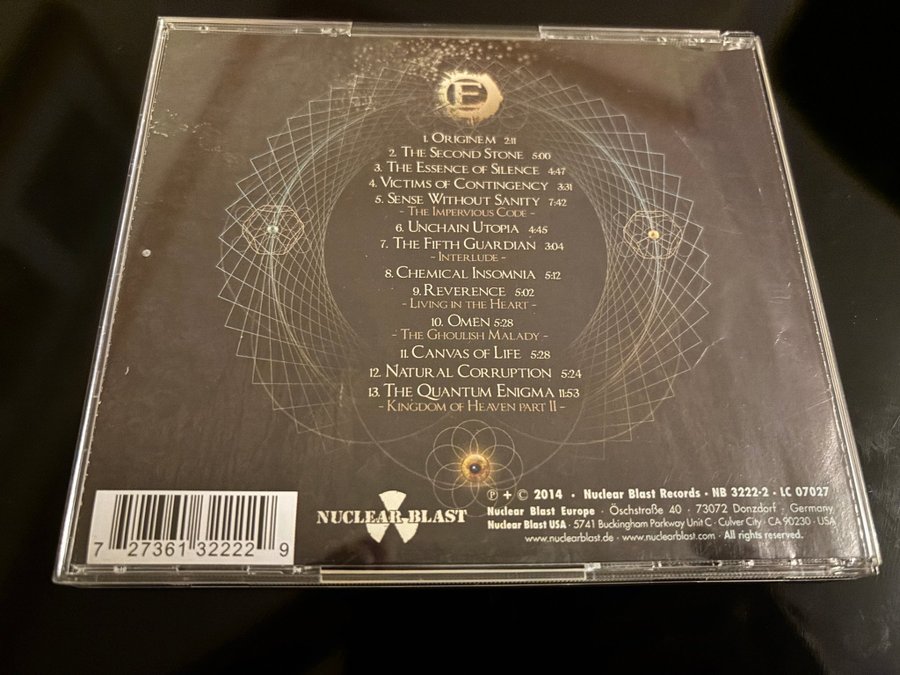 E
1. Originem 2:11
2. The Second Stone 5:00
3. The Essence of Silence 4:47
4. Victims of Contingency 3:31
5. Sense Without Sanity 7:42
- The Impervious Code -
6. Unchain Utopia 4:45
7. The Fifth Guardian 3:04
- Interlude -
8. Chemical Insomnia 5:12
9. Reverence 5:02
- Living in the Heart -
10. Omen 5:28
- The Ghoulish Malady -
11. Canvas of Life 5:28
12. Natural Corruption 5:24
13. The Quantum Enigma 11:53
- Kingdom of Heaven Part II -
7 27361 32222 9
NUCLEAR BLAST
℗ + © 2014 · Nuclear Blast Records · NB 3222-2 · LC 07027
Nuclear Blast Europe · Öschstraße 40 · 73072 Donzdorf · Germany
Nuclear Blast USA · 5741 Buckingham Parkway Unit C · Culver City · CA 90230 · USA
www.nuclearblast.de · www.nuclearblast.com · All rights reserved.